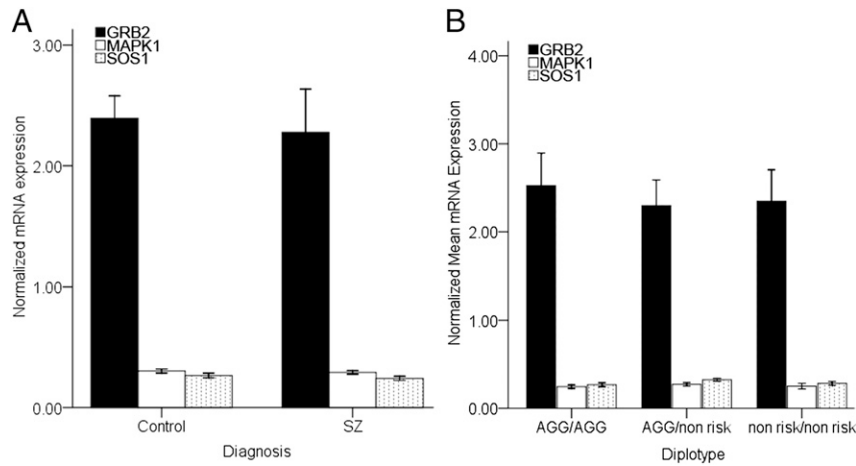 A
Normalized mRNA expression
3.00
2.00
1.00
0.00
GRB2
MAPK1
SOS1
Control
SZ
Diagnosis
B
Normalized Mean mRNA Expression
4.00
3.00
2.00
1.00
0.00
GRB2
MAPK1
SOS1
AGG/AGG
AGG/non risk
non risk/non risk
Diplotype